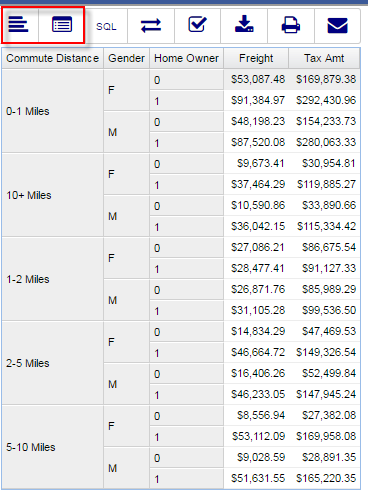 SQL
Commute Distance Gender Home Owner Freight Tax Amt
0-1 Miles F 0 $53,087.48 $169,879.38
1 $91,384.97 $292,430.96
M 0 $48,198.23 $154,233.73
1 $87,520.08 $280,063.33
10+ Miles F 0 $9,673.41 $30,954.81
1 $37,464.29 $119,885.27
M 0 $10,590.86 $33,890.66
1 $36,042.15 $115,334.42
1-2 Miles F 0 $27,086.21 $86,675.54
1 $28,477.41 $91,127.33
M 0 $26,871.76 $85,989.29
1 $31,105.28 $99,536.50
2-5 Miles F 0 $14,834.29 $47,469.53
1 $46,664.72 $149,326.54
M 0 $16,406.26 $52,499.84
1 $46,233.05 $147,945.24
5-10 Miles F 0 $8,556.94 $27,382.08
1 $53,112.09 $169,958.08
M 0 $9,028.59 $28,891.35
1 $51,631.55 $165,220.35